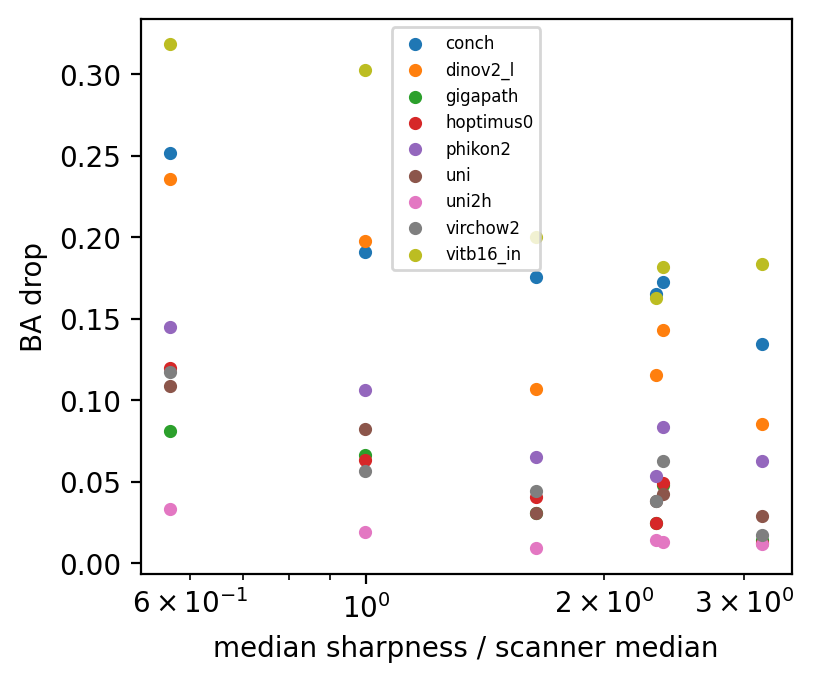 BA drop
0.30
0.25
0.20
0.15
0.10
0.05
0.00
conch
dinov2_l
gigapath
hoptimus0
phikon2
uni
uni2h
virchow2
vitb16_in
6 × 10⁻¹
10⁰
2 × 10⁰
3 × 10⁰
median sharpness / scanner median